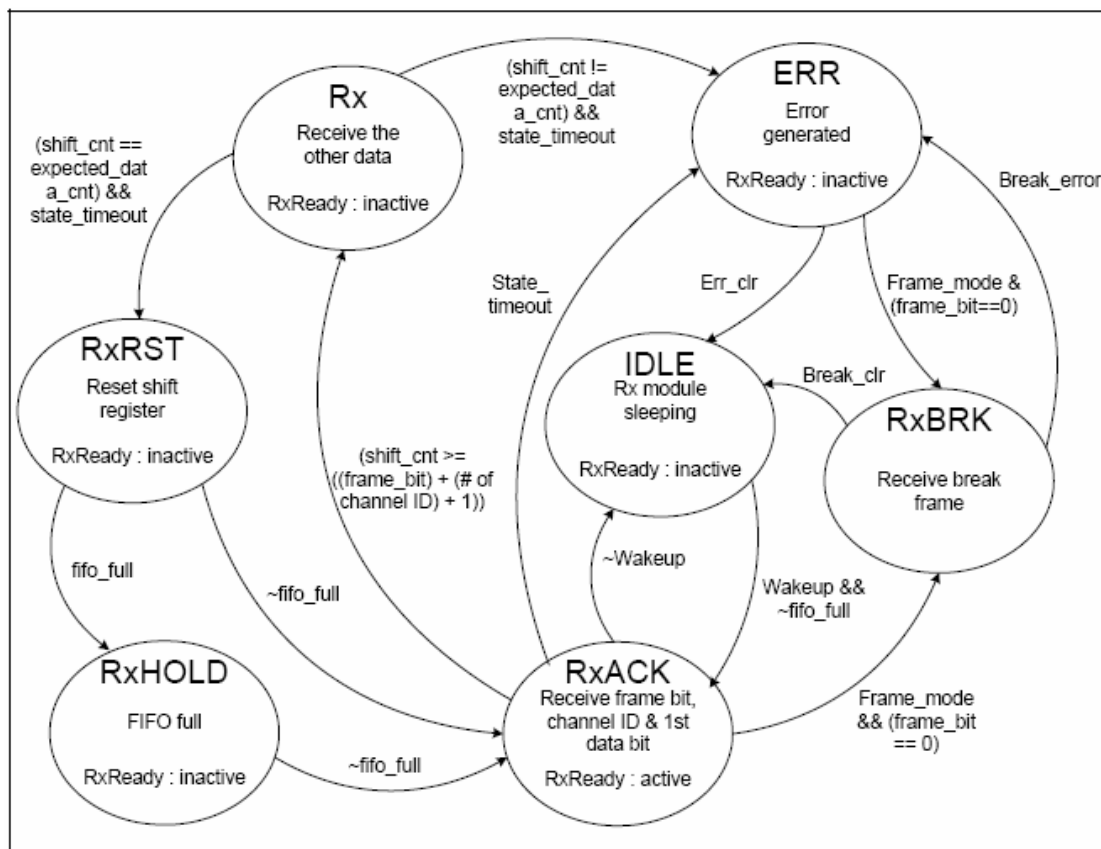 (shift_cnt !=
expected_dat
a_cnt) &&
state_timeout
ERR
Error
generated
RxReady : inactive
Rx
Receive the
other data
RxReady : inactive
(shift_cnt ==
expected_dat
a_cnt) &&
state_timeout
Break_error
State_
timeout
Err_clr
Frame_mode &
(frame_bit==0)
RxRST
Reset shift
register
RxReady : inactive
IDLE
Rx module
sleeping
RxReady : inactive
Break_clr
RxBRK
Receive break
frame
(shift_cnt >=
((frame_bit) + (# of
channel ID) + 1))
fifo_full
~fifo_full
~Wakeup
Wakeup &&
~fifo_full
RxHOLD
FIFO full
RxReady : inactive
~fifo_full
RxACK
Receive frame bit,
channel ID & 1st
data bit
RxReady : active
Frame_mode
&& (frame_bit
== 0)